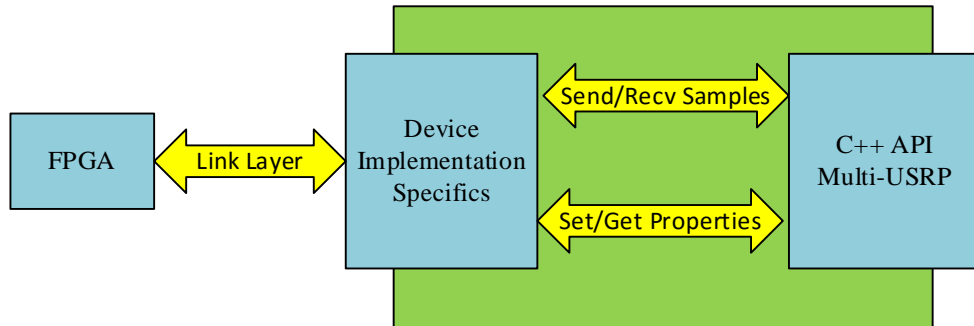 FPGA
Link Layer
Device
Implementation
Specifics
Send/Recv Samples
Set/Get Properties
C++ API
Multi-USRP